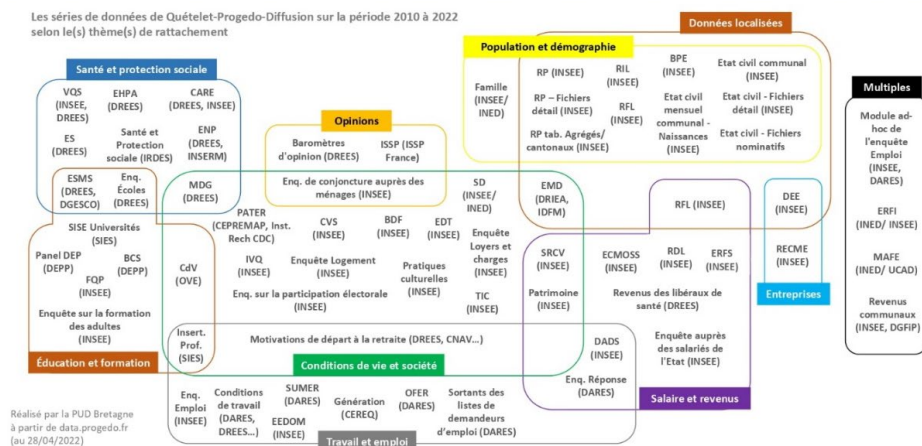 Les séries de données de Quételet-Progedo-Diffusion sur la période 2010 à 2022
selon le(s) thème(s) de rattachement
Données localisées
Population et démographie
Famille
(INSEE/
INED)
RP (INSEE)
RIL
(INSEE)
BPE
(INSEE)
Etat civil communal
(INSEE)
RP – Fichiers
détail (INSEE)
RFL
(INSEE)
Etat civil
mensuel
communal -
Naissances
(INSEE)
Etat civil - Fichiers
détail (INSEE)
RP tab. Agrégés/
cantonaux (INSEE)
Etat civil - Fichiers
nominatifs
Santé et protection sociale
VQS
(INSEE,
DREES)
EHPA
(DREES)
CARE
(DREES, INSEE)
ES
(DREES)
Santé et
Protection
sociale (IRDES)
ENP
(DREES,
INSERM)
ESMS
(DREES,
DGESCO)
Enq.
Écoles
(DREES)
MDG
(DREES)
Opinions
Baromètres
d'opinion (DREES)
ISSP (ISSP
France)
Enq. de conjoncture auprès des
ménages (INSEE)
Multiples
Module ad-
hoc de
l'enquête
Emploi
(INSEE,
DARES)
ERFI
(INED/ INSEE)
MAFE
(INED/ UCAD)
Revenus
communaux
(INSEE, DGFiP)
SD
(INSEE/
INED)
EMD
(DRIEA,
IDFM)
RFL (INSEE)
DEE
(INSEE)
RECME
(INSEE)
Entreprises
SISE Universités
(SIES)
Panel DEP
(DEPP)
BCS
(DEPP)
FQP
(INSEE)
Enquête sur la formation
des adultes
(INSEE)
CdV
(OVE)
Insert.
Prof.
(SIES)
Éducation et formation
PATER
(CEPREMAP, Inst.
Rech CDC)
CVS
(INSEE)
BDF
(INSEE)
EDT
(INSEE)
Enquête
Loyers et
charges
(INSEE)
IVQ
(INSEE)
Enquête Logement
(INSEE)
Pratiques
culturelles
(INSEE)
Enq. sur la participation électorale
(INSEE)
TIC
(INSEE)
SRCV
(INSEE)
Patrimoine
(INSEE)
ECMOSS
(INSEE)
RDL
(INSEE)
ERFS
(INSEE)
Revenus des libéraux de
santé (DREES)
Enquête auprès
des salariés de
l'Etat (INSEE)
Salaire et revenus
Motivations de départ à la retraite (DREES, CNAV...)
Conditions de vie et société
DADS
(INSEE)
Enq. Réponse
(DARES)
Enq.
Emploi
(INSEE)
Conditions
de travail
(DARES,
DREES...)
SUMER
(DARES)
EEDOM
(INSEE)
Génération
(CEREQ)
OFER
(DARES)
Sortants des
listes de
demandeurs
d'emploi (DARES)
Travail et emploi
Réalisé par la PUD Bretagne
à partir de data.progedo.fr
(au 28/04/2022)